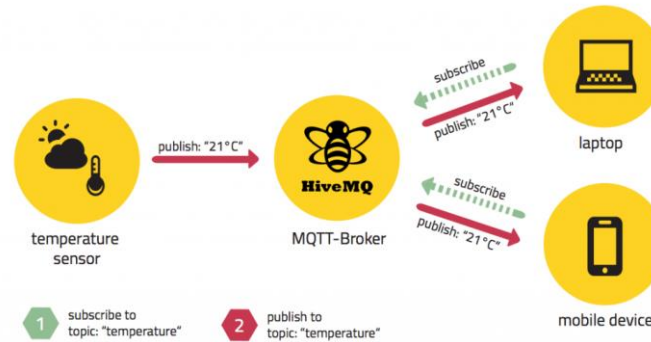 subscribe
publish: "21°C"
laptop
publish: "21°C"
HiveMQ
subscribe
publish: "21°C"
temperature
sensor
MQTT-Broker
mobile device
1
subscribe to
topic: "temperature"
2
publish to
topic: "temperature"